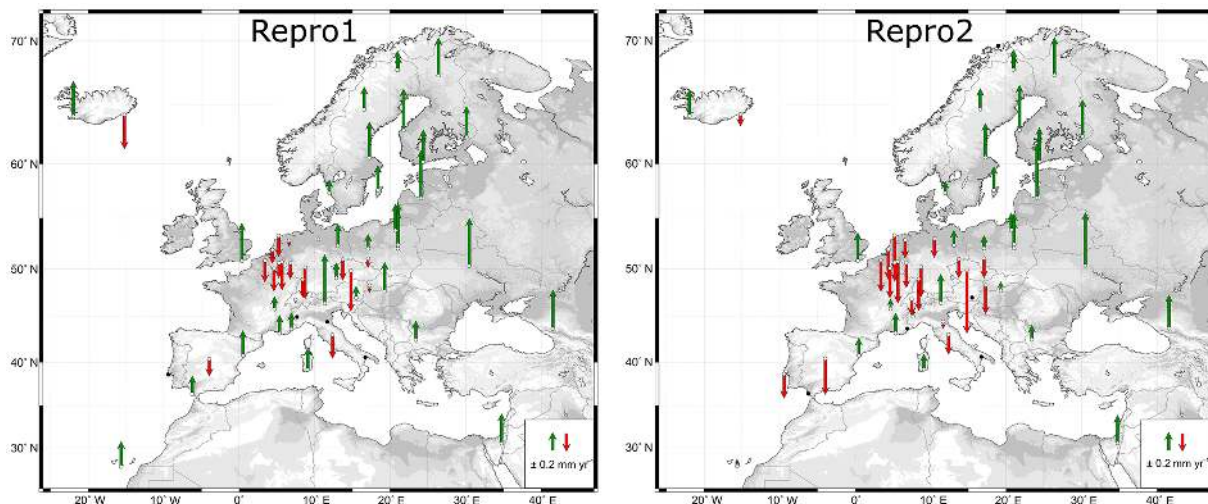 Repro1
70° N
60° N
50° N
40° N
30° N
20° W
10° W
0°
10° E
20° E
30° E
40° E
± 0.2 mm yr⁻¹
Repro2
70° N
60° N
50° N
40° N
30° N
20° W
10° W
0°
10° E
20° E
30° E
40° E
± 0.2 mm yr⁻¹